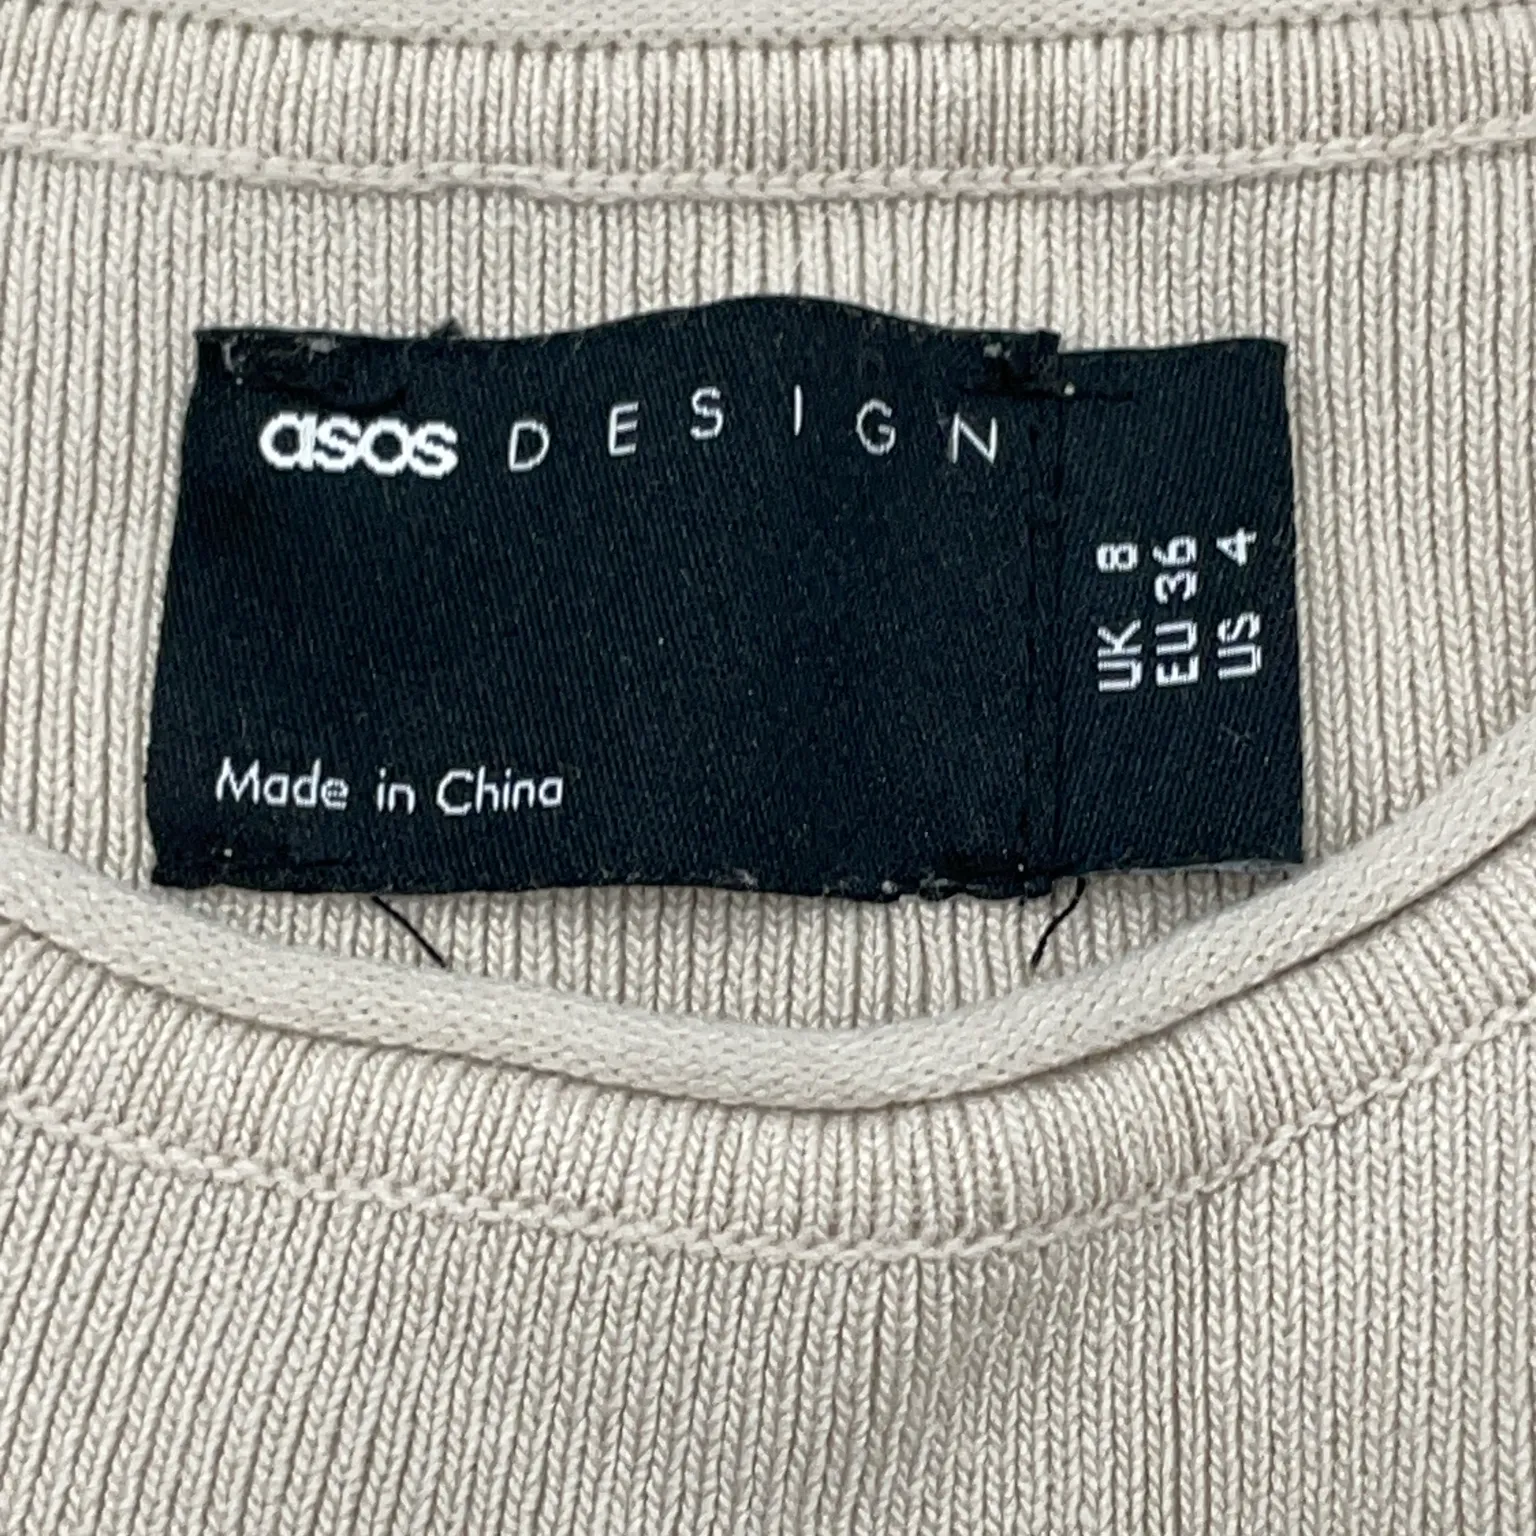 asos DESIGN
Made in China
UK 8
EU 36
US 4